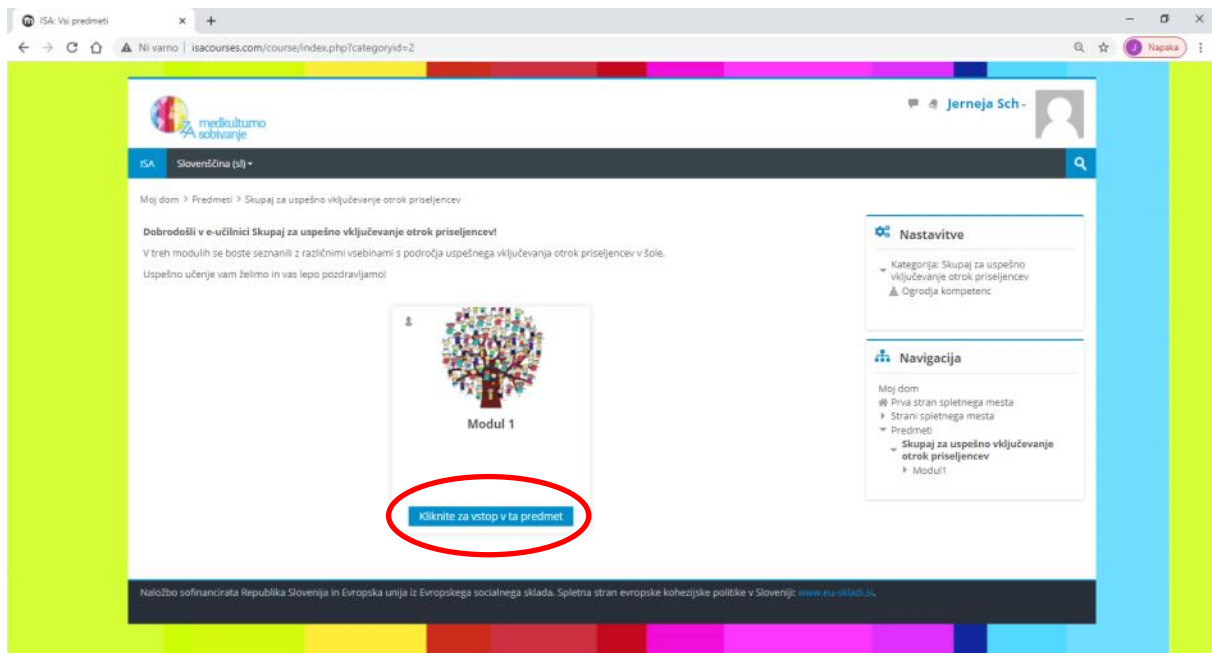 ISA: Vsi predmeti
Ni varno | isacourses.com/course/index.php?categoryid=2
J Napaka
medkulturno
ZA sobivanje
Jerneja Sch -
ISA Slovenščina (sl)
Moj dom > Predmeti > Skupaj za uspešno vključevanje otrok priseljencev
Dobrodošli v e-učilnici Skupaj za uspešno vključevanje otrok priseljencev!
V treh modulih se boste seznanili z različnimi vsebinami s področja uspešnega vključevanja otrok priseljencev v šole.
Uspešno učenje vam želimo in vas lepo pozdravljamo!
Modul 1
Kliknite za vstop v ta predmet
Nastavitve
Kategorija: Skupaj za uspešno
vključevanje otrok priseljencev
Ogrodja kompetenc
Navigacija
Moj dom
Prva stran spletnega mesta
Strani spletnega mesta
Predmeti
Skupaj za uspešno vključevanje
otrok priseljencev
Modul1
Naložbo sofinancirata Republika Slovenija in Evropska unija iz Evropskega socialnega sklada. Spletna stran evropske kohezijske politike v Sloveniji: www.eu-skladi.si.